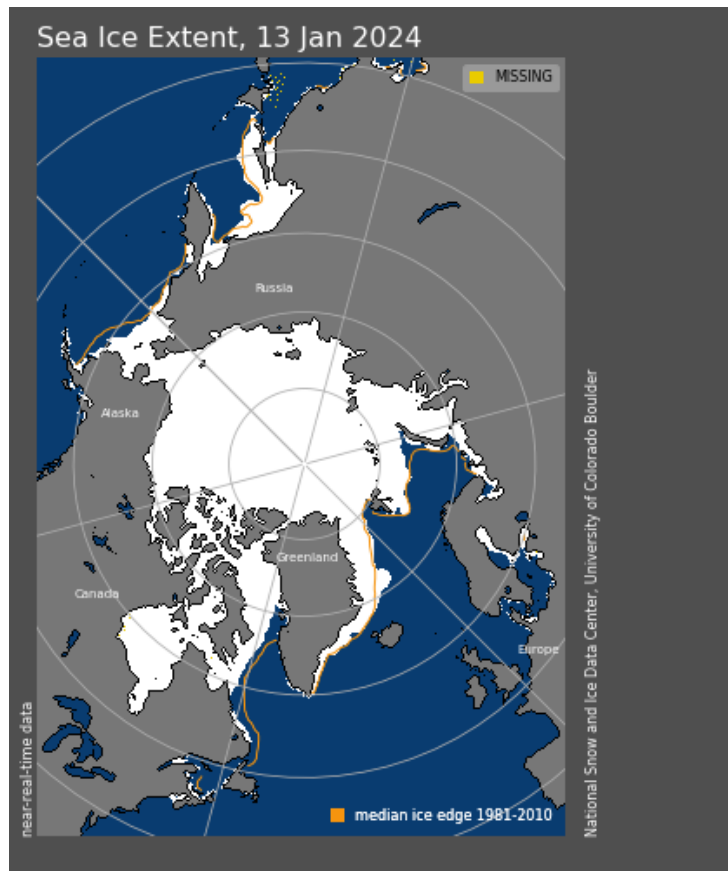 Sea Ice Extent, 13 Jan 2024
MISSING
Russia
Alaska
Greenland
Canada
Europe
median ice edge 1981-2010
near-real-time data
National Snow and Ice Data Center, University of Colorado Boulder